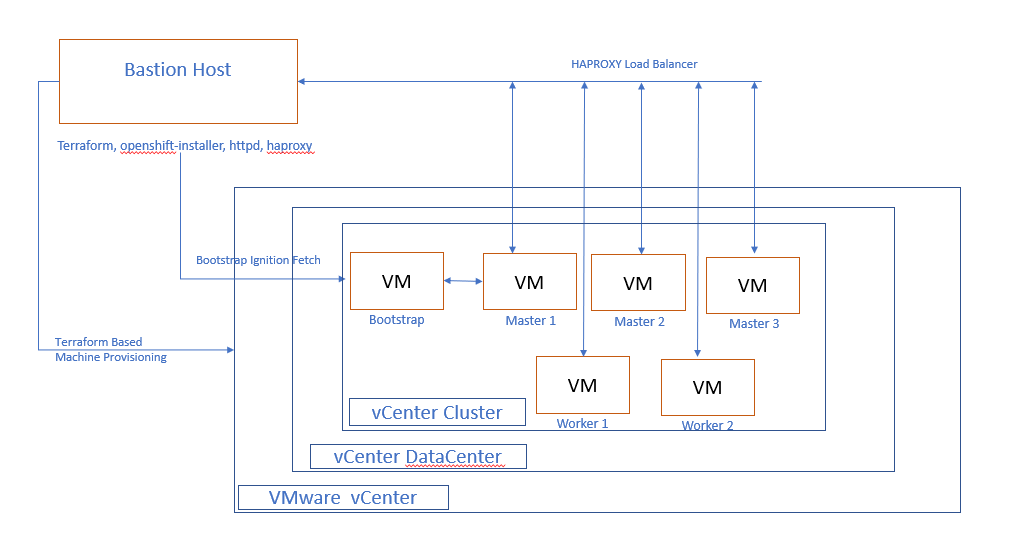 HAPROXY Load Balancer
Bastion Host
Terraform, openshift-installer, httpd, haproxy
Bootstrap Ignition Fetch
VM
VM
VM
VM
Bootstrap
Master 1
Master 2
Master 3
Terraform Based
Machine Provisioning
VM
VM
vCenter Cluster
Worker 1
Worker 2
vCenter DataCenter
VMware vCenter